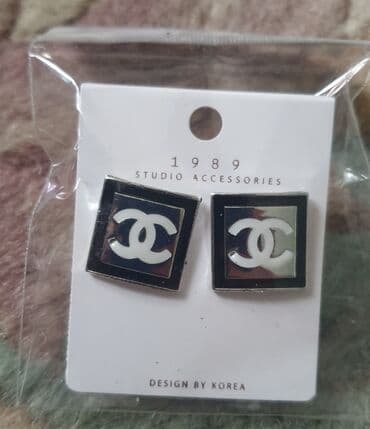 1989
STUDIO ACCESSORIES
DESIGN BY KOREA